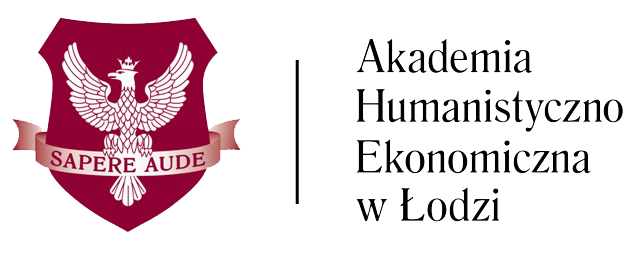 SAPERE AUDE
Akademia
Humanistyczno
Ekonomiczna
w Łodzi